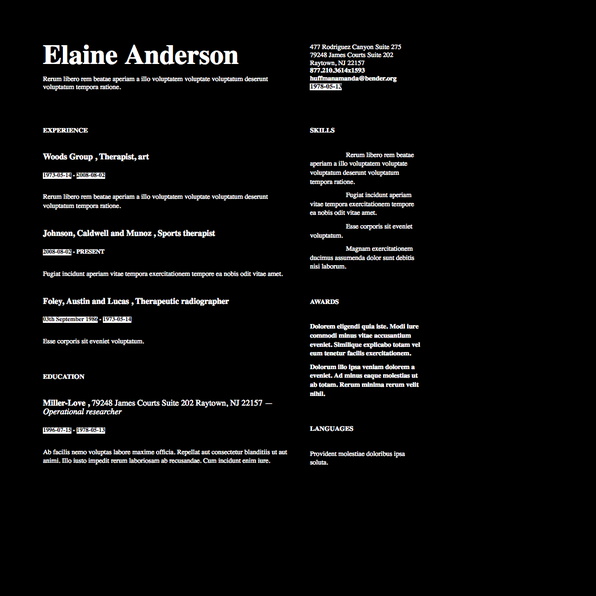 Elaine Anderson
Rerum libero rem beatae aperiam a illo voluptatem voluptate voluptatum deserunt
voluptatum tempora ratione.
477 Rodriguez Canyon Suite 275
79248 James Courts Suite 202
Raytown, NJ 22157
877.210.3614x1593
huffmanamanda@bender.org
1978-05-13
EXPERIENCE
Woods Group , Therapist, art
1973-05-14 - 2008-08-02
Rerum libero rem beatae aperiam a illo voluptatem voluptate voluptatum deserunt
voluptatum tempora ratione.
Johnson, Caldwell and Munoz , Sports therapist
2008-08-02 - PRESENT
Fugiat incidunt aperiam vitae tempora exercitationem tempore ea nobis odit vitae amet.
Foley, Austin and Lucas , Therapeutic radiographer
03th September 1986 - 1973-05-14
Esse corporis sit eveniet voluptatum.
EDUCATION
Miller-Love , 79248 James Courts Suite 202 Raytown, NJ 22157 —
Operational researcher
1996-07-15 - 1978-05-13
Ab facilis nemo voluptas labore maxime officia. Repellat aut consectetur blanditiis ut aut
animi. Illo iusto impedit rerum laboriosam ab recusandae. Cum incidunt enim iure.
SKILLS
Rerum libero rem beatae
aperiam a illo voluptatem voluptate
voluptatum deserunt voluptatum
tempora ratione.
Fugiat incidunt aperiam
vitae tempora exercitationem tempore
ea nobis odit vitae amet.
Esse corporis sit eveniet
voluptatum.
Magnam exercitationem
ducimus assumenda dolor sunt debitis
nisi laborum.
AWARDS
Dolorem eligendi quia iste. Modi iure
commodi minus vitae accusantium
eveniet. Similique explicabo totam vel
eum tenetur facilis exercitationem.
Dolorum illo ipsa veniam dolorem a
eveniet. Ad minus eaque molestias ut
ab totam. Rerum minima rerum velit
nihil.
LANGUAGES
Provident molestiae doloribus ipsa
soluta.